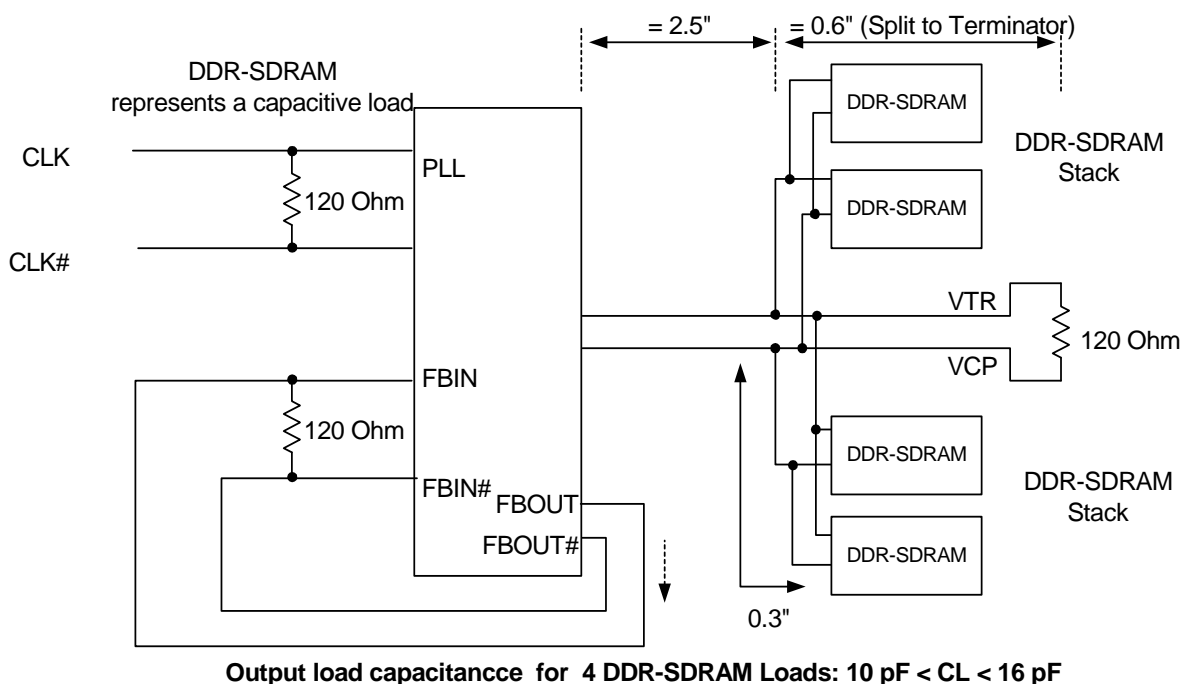 = 2.5"
= 0.6" (Split to Terminator)
DDR-SDRAM
represents a capacitive load
DDR-SDRAM
DDR-SDRAM
Stack
CLK
PLL
120 Ohm
DDR-SDRAM
CLK#
VTR
120 Ohm
VCP
FBIN
120 Ohm
DDR-SDRAM
FBIN#
FBOUT
DDR-SDRAM
Stack
FBOUT#
DDR-SDRAM
0.3"
Output load capacitancce for 4 DDR-SDRAM Loads: 10 pF < CL < 16 pF